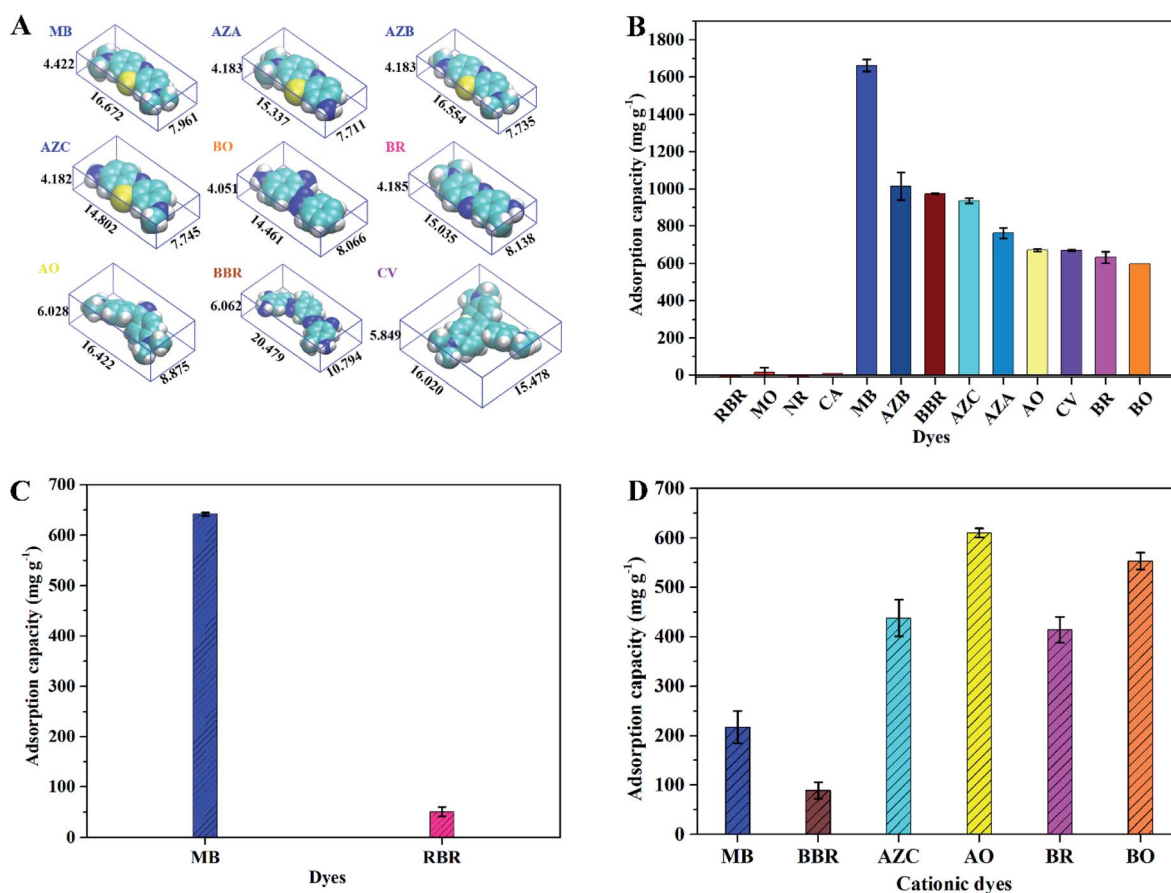 A
MB
4.422
16.672
7.961
AZA
4.183
15.337
7.711
AZB
4.183
16.554
7.735
AZC
4.182
14.802
7.745
BO
4.051
14.461
8.066
BR
4.185
15.035
8.138
AO
6.028
16.422
8.875
BBR
6.062
20.479
10.794
CV
5.849
16.020
15.478
B
Adsorption capacity (mg g⁻¹)
1800
1600
1400
1200
1000
800
600
400
200
0
RBR MO NR CA MB AZB BBR AZC AZA AO CV BR BO
Dyes
C
Adsorption capacity (mg g⁻¹)
700
600
500
400
300
200
100
0
MB RBR
Dyes
D
Adsorption capacity (mg g⁻¹)
700
600
500
400
300
200
100
0
MB BBR AZC AO BR BO
Cationic dyes